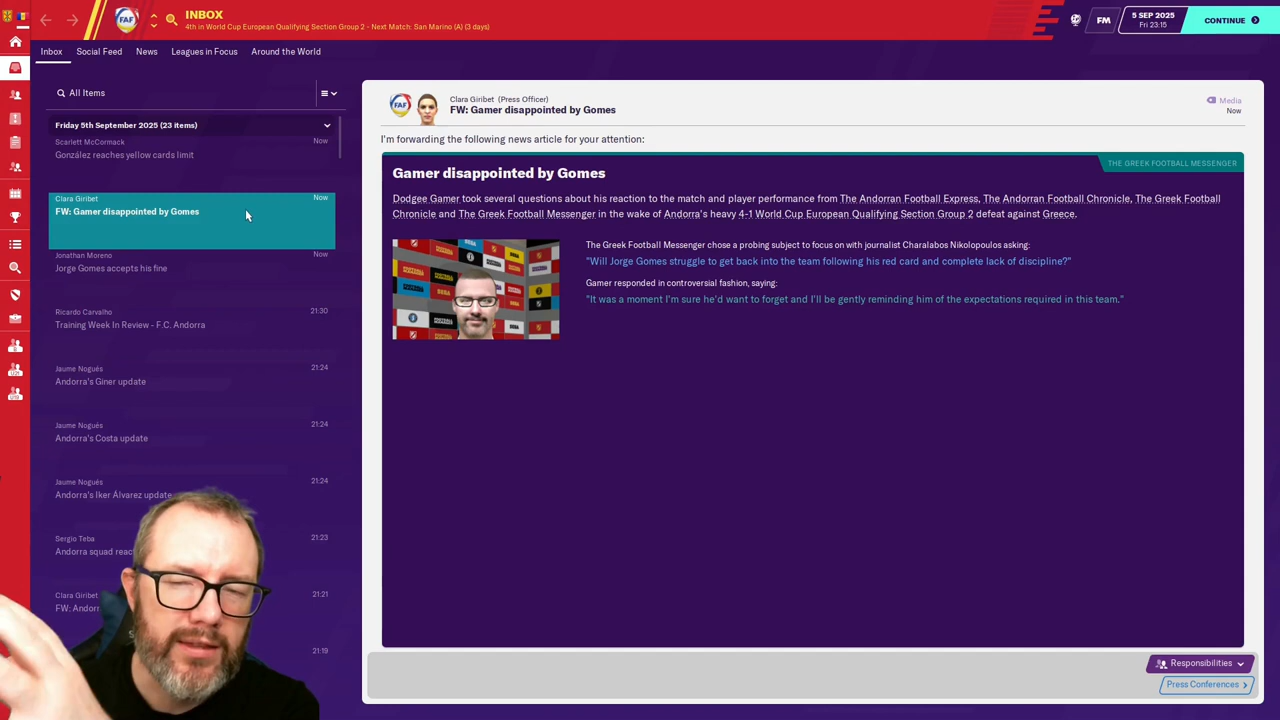 INBOX
4th in World Cup European Qualifying Section Group 2 - Next Match: San Marino (A) (3 days)
FM
5 SEP 2025
Fri 23:15
CONTINUE
Inbox
Social Feed
News
Leagues in Focus
Around the World
All Items
Friday 5th September 2025 (23 items)
Scarlett McCormack
Now
González reaches yellow cards limit
Clara Giribet
Now
FW: Gamer disappointed by Gomes
Jonathan Moreno
Now
Jorge Gomes accepts his fine
Ricardo Carvalho
21:30
Training Week In Review - F.C. Andorra
Jaume Nogués
21:24
Andorra's Giner update
Jaume Nogués
21:24
Andorra's Costa update
Jaume Nogués
21:24
Andorra's Iker Álvarez update
Sergio Teba
21:23
Andorra squad
Clara Giribet
21:21
FW:
21:19
FAF
Clara Giribet (Press Officer)
FW: Gamer disappointed by Gomes
Media
Now
I'm forwarding the following news article for your attention:
THE GREEK FOOTBALL MESSENGER
Gamer disappointed by Gomes
Dodgee Gamer took several questions about his reaction to the match and player performance from The Andorran Football Express, The Andorran Football Chronicle, The Greek Football
Chronicle and The Greek Football Messenger in the wake of Andorra's heavy 4-1 World Cup European Qualifying Section Group 2 defeat against Greece.
The Greek Football Messenger chose a probing subject to focus on with journalist Charalabos Nikolopoulos asking:
"Will Jorge Gomes struggle to get back into the team following his red card and complete lack of discipline?"
Gamer responded in controversial fashion, saying:
"It was a moment I'm sure he'd want to forget and I'll be gently reminding him of the expectations required in this team."
Responsibilities
Press Conferences